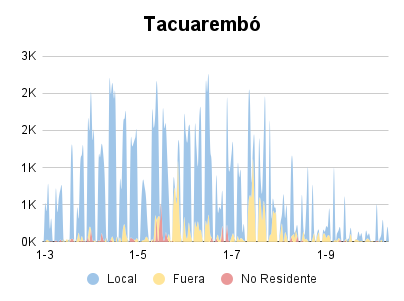 Tacuarembó
3K
2K
2K
1K
1K
0K
1-3 1-5 1-7 1-9
Local Fuera No Residente